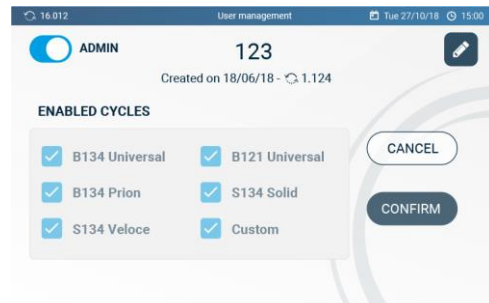 16.012 User management Tue 27/10/18 15:00
ADMIN 123
Created on 18/06/18 - 1.124
ENABLED CYCLES
B134 Universal B121 Universal
CANCEL
B134 Prion S134 Solid
CONFIRM
S134 Veloce Custom